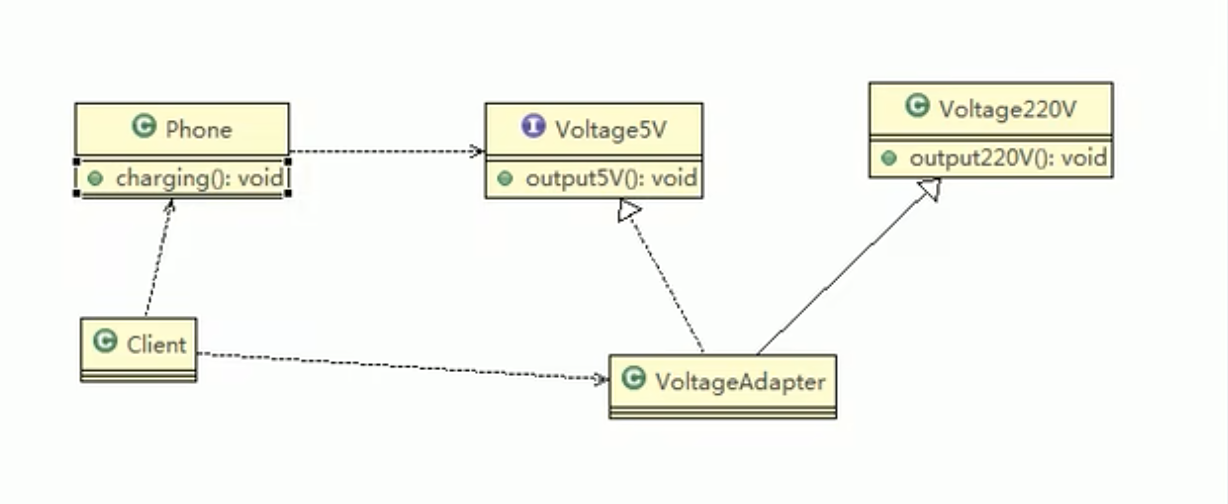 Phone
charging(): void
Voltage5V
output5V(): void
Voltage220V
output220V(): void
Client
VoltageAdapter